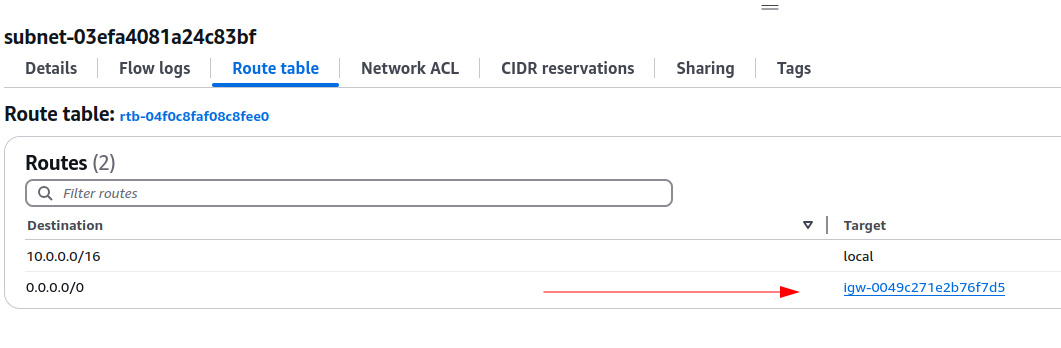 subnet-03efa4081a24c83bf
Details Flow logs Route table Network ACL CIDR reservations Sharing Tags
Route table: rtb-04f0c8faf08c8fee0
Routes (2)
Filter routes
Destination Target
10.0.0.0/16 local
0.0.0.0/0 igw-0049c271e2b76f7d5